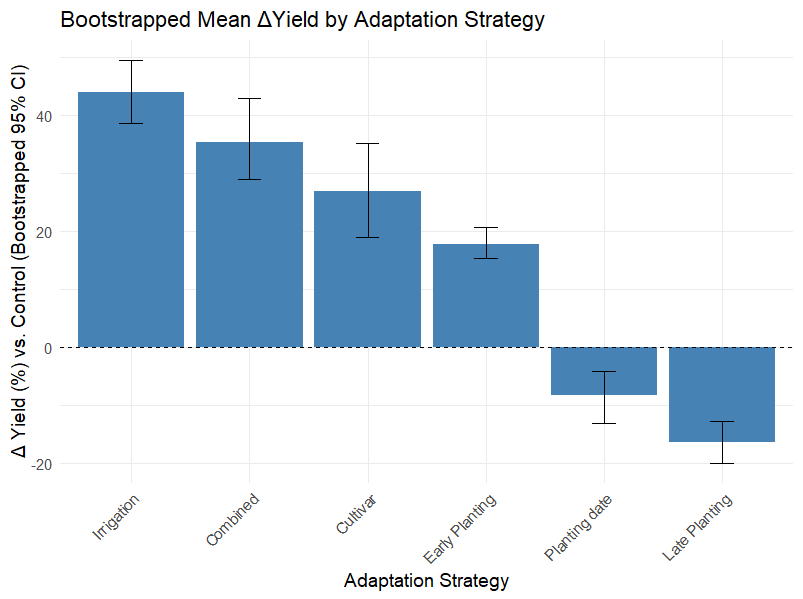 Bootstrapped Mean ΔYield by Adaptation Strategy
Δ Yield (%) vs. Control (Bootstrapped 95% CI)
40
20
0
-20
Irrigation
Combined
Cultivar
Early Planting
Planting date
Late Planting
Adaptation Strategy